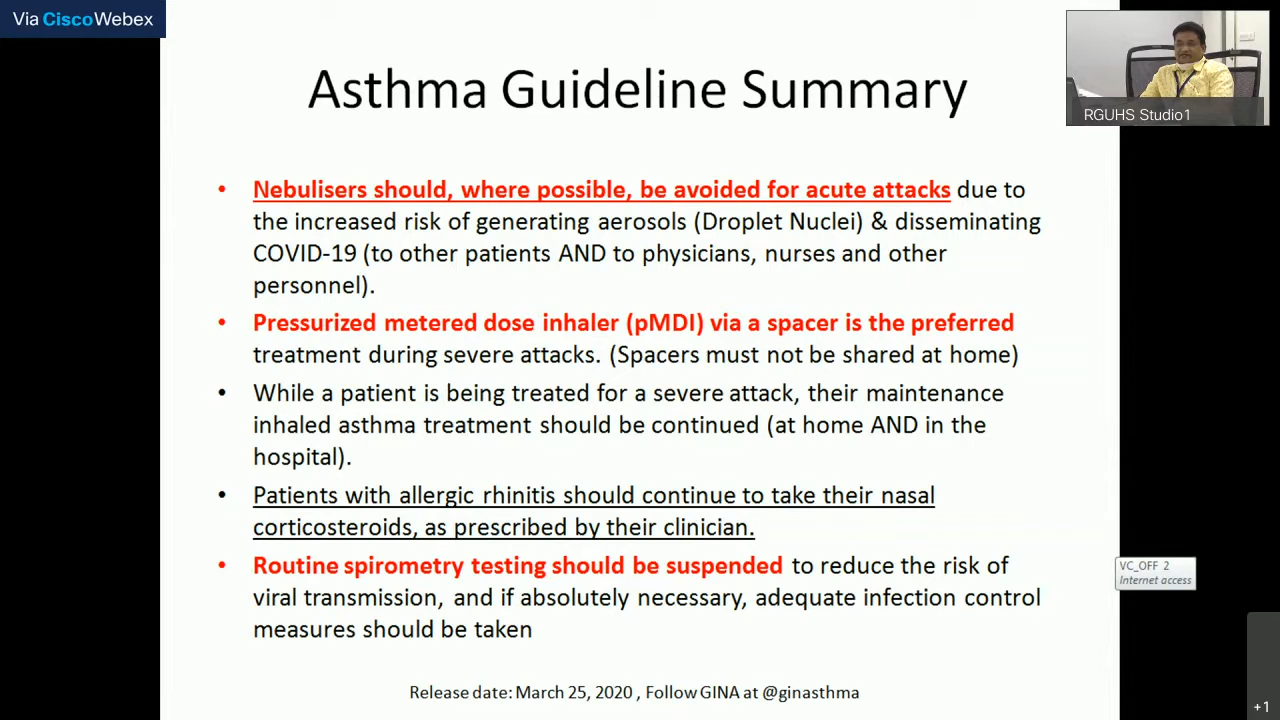 Via CiscoWebex
RGUHS Studio1
Asthma Guideline Summary
• Nebulisers should, where possible, be avoided for acute attacks due to
the increased risk of generating aerosols (Droplet Nuclei) & disseminating
COVID-19 (to other patients AND to physicians, nurses and other
personnel).
• Pressurized metered dose inhaler (pMDI) via a spacer is the preferred
treatment during severe attacks. (Spacers must not be shared at home)
• While a patient is being treated for a severe attack, their maintenance
inhaled asthma treatment should be continued (at home AND in the
hospital).
• Patients with allergic rhinitis should continue to take their nasal
corticosteroids, as prescribed by their clinician.
• Routine spirometry testing should be suspended to reduce the risk of
viral transmission, and if absolutely necessary, adequate infection control
measures should be taken
VC_OFF 2
Internet access
Release date: March 25, 2020 , Follow GINA at @ginasthma
+1